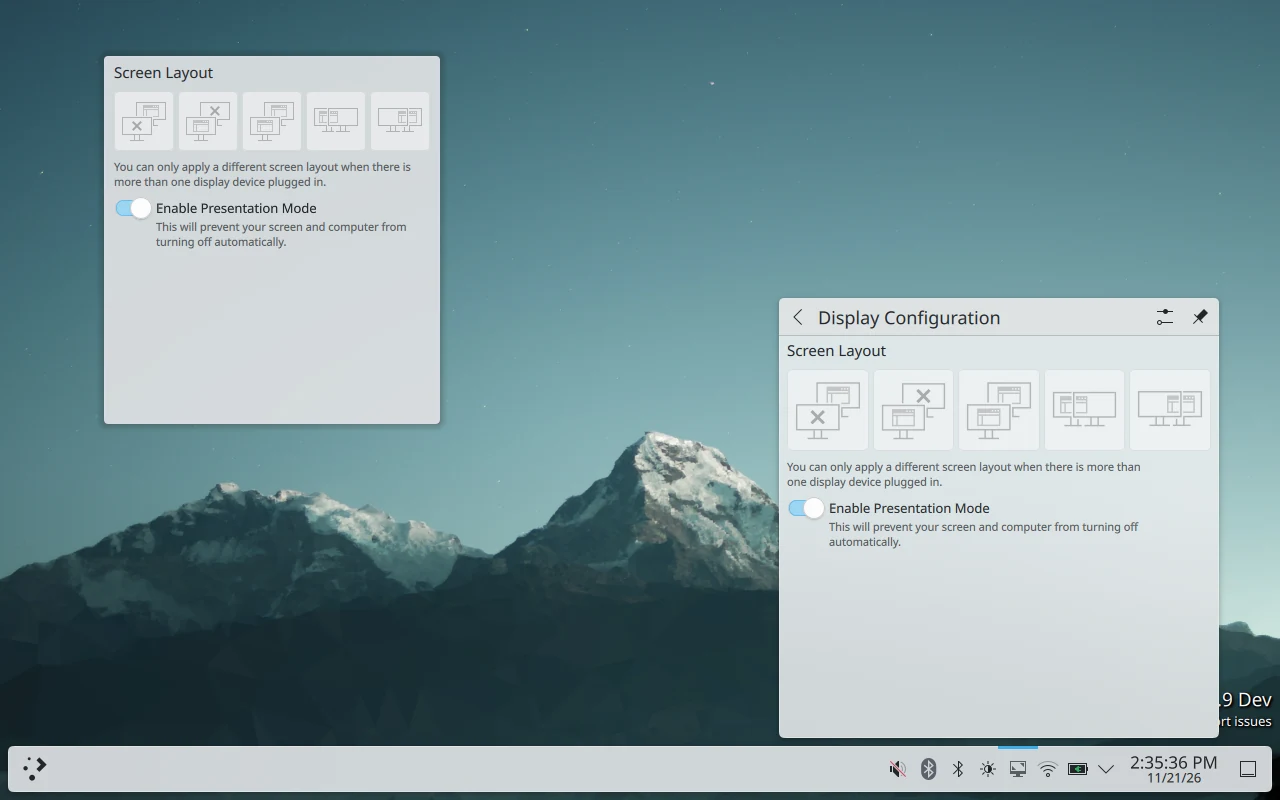 Screen Layout
You can only apply a different screen layout when there is
more than one display device plugged in.
Enable Presentation Mode
This will prevent your screen and computer from
turning off automatically.
Display Configuration
Screen Layout
You can only apply a different screen layout when there is more than
one display device plugged in.
Enable Presentation Mode
This will prevent your screen and computer from turning off
automatically.
.9 Dev
issues
2:35:36 PM
11/21/26